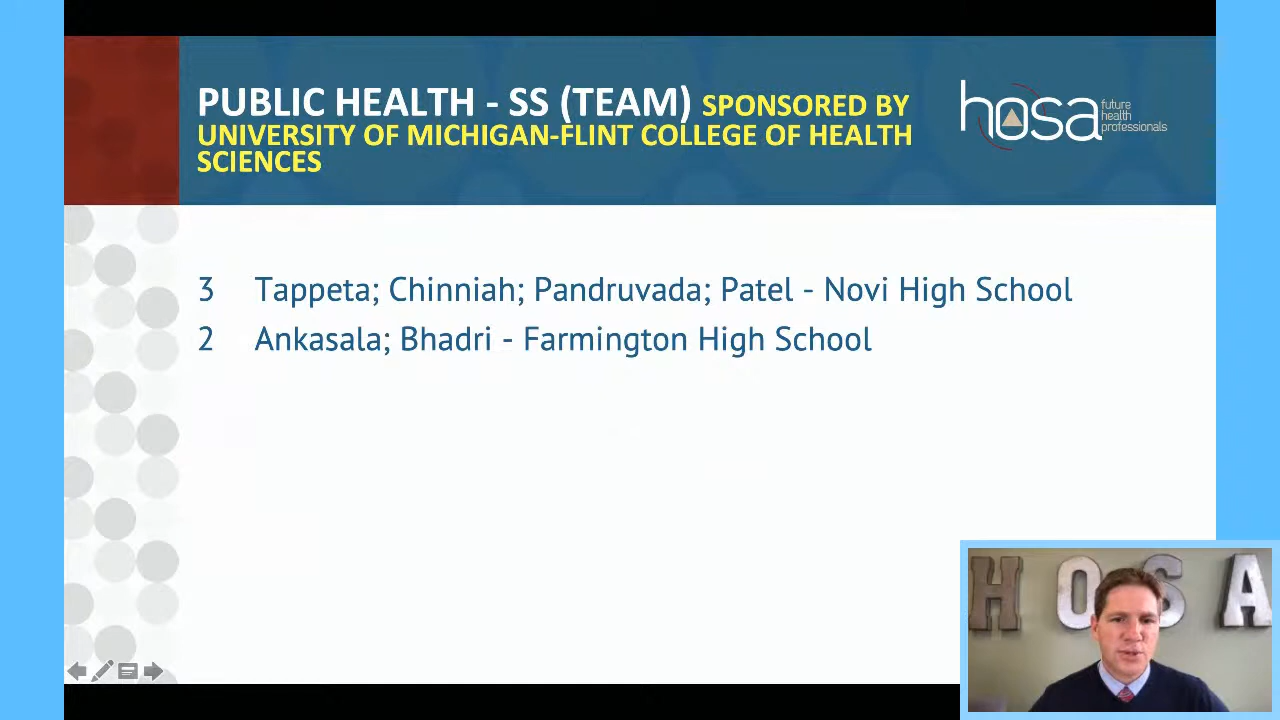 PUBLIC HEALTH - SS (TEAM) SPONSORED BY
UNIVERSITY OF MICHIGAN-FLINT COLLEGE OF HEALTH
SCIENCES
hosa
future
health
professionals
3 Tappeta; Chinniah; Pandruvada; Patel - Novi High School
2 Ankasala; Bhadri - Farmington High School
H O S A